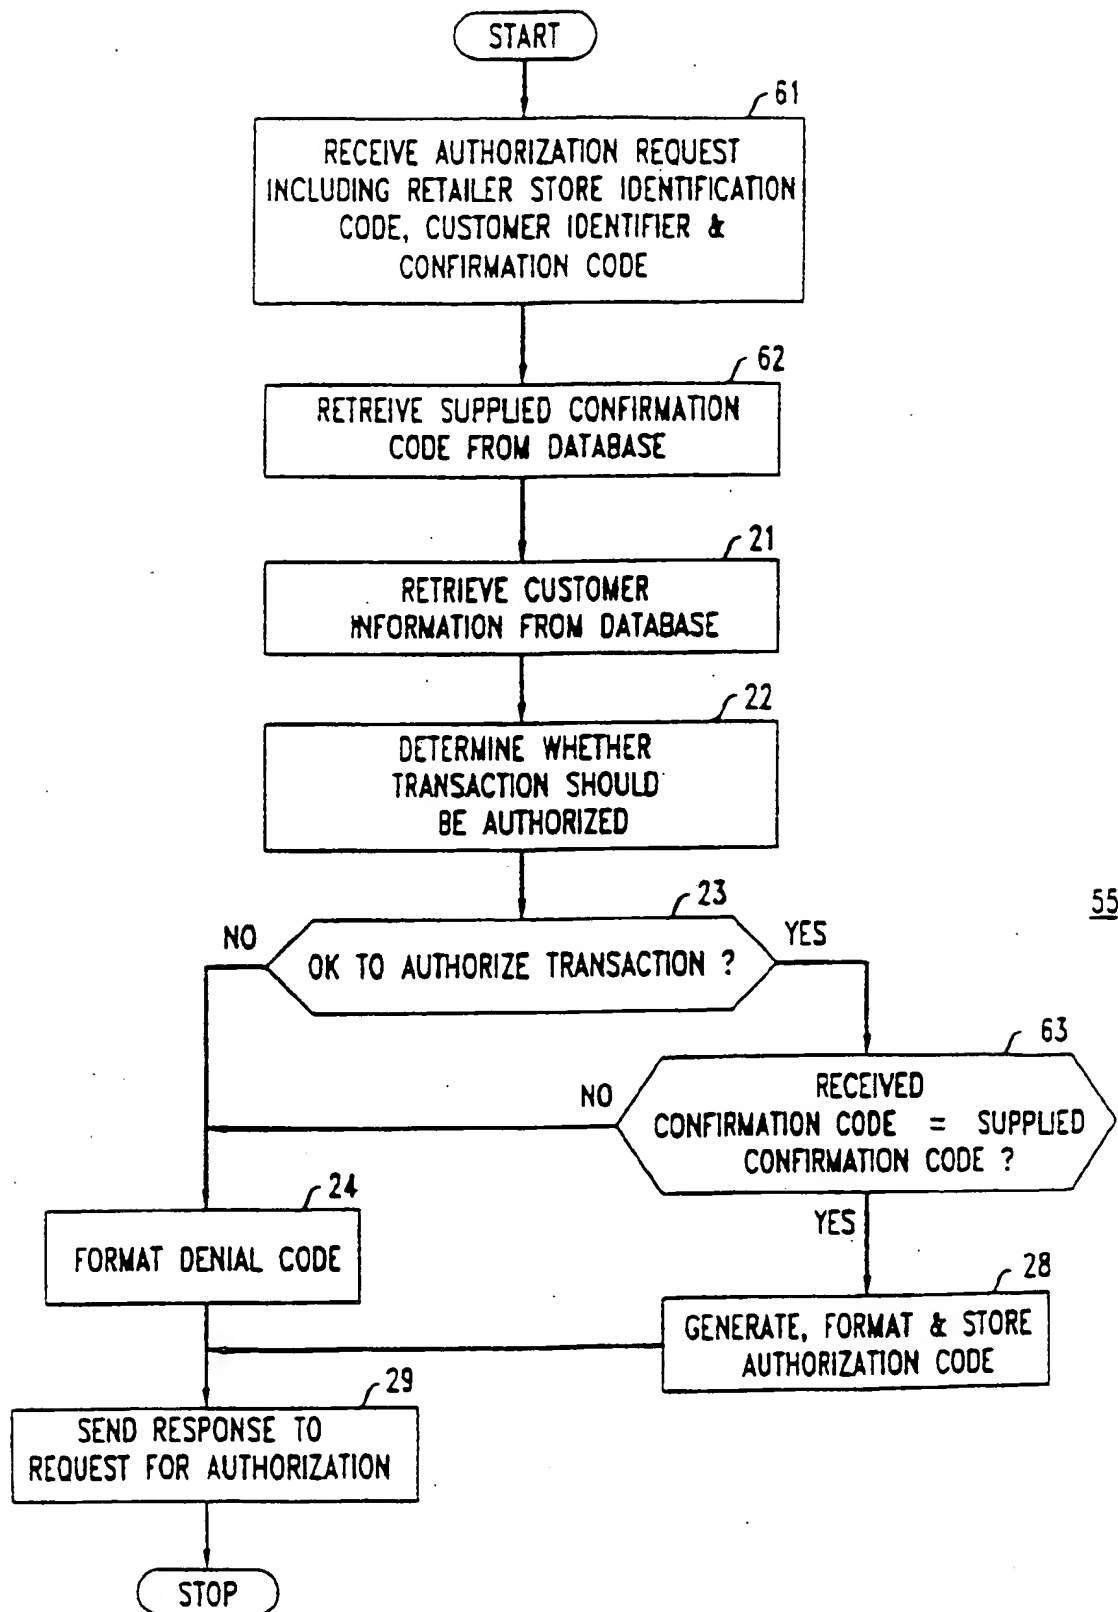 START
61
RECEIVE AUTHORIZATION REQUEST
INCLUDING RETAILER STORE IDENTIFICATION
CODE, CUSTOMER IDENTIFIER &
CONFIRMATION CODE
62
RETREIVE SUPPLIED CONFIRMATION
CODE FROM DATABASE
21
RETRIEVE CUSTOMER
INFORMATION FROM DATABASE
22
DETERMINE WHETHER
TRANSACTION SHOULD
BE AUTHORIZED
23
55
NO
YES
OK TO AUTHORIZE TRANSACTION ?
63
NO
RECEIVED
CONFIRMATION CODE = SUPPLIED
CONFIRMATION CODE ?
24
YES
FORMAT DENIAL CODE
28
GENERATE, FORMAT & STORE
AUTHORIZATION CODE
29
SEND RESPONSE TO
REQUEST FOR AUTHORIZATION
STOP